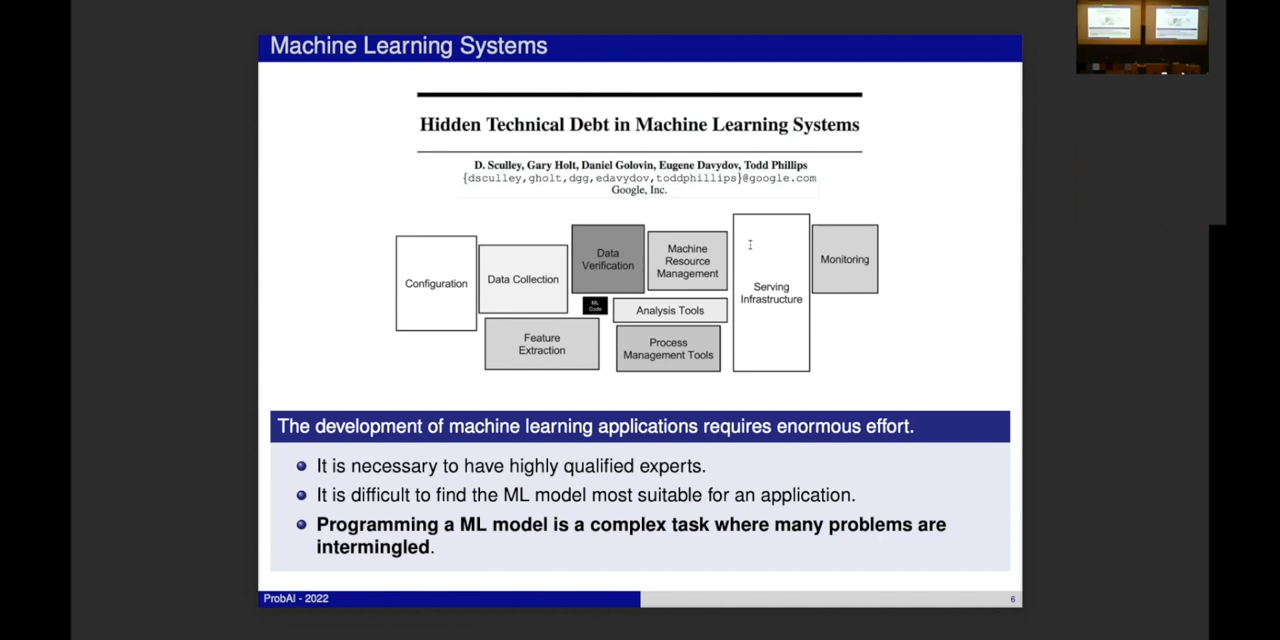 Machine Learning Systems
Hidden Technical Debt in Machine Learning Systems
D. Sculley, Gary Holt, Daniel Golovin, Eugene Davydov, Todd Phillips
{dsculley,gholt,dgg,edavydov,toddphillips}@google.com
Google, Inc.
Configuration
Data Collection
Data
Verification
Machine
Resource
Management
Serving
Infrastructure
Monitoring
ML
Code
Analysis Tools
Feature
Extraction
Process
Management Tools
The development of machine learning applications requires enormous effort.
It is necessary to have highly qualified experts.
It is difficult to find the ML model most suitable for an application.
Programming a ML model is a complex task where many problems are
intermingled.
ProbAI - 2022
6